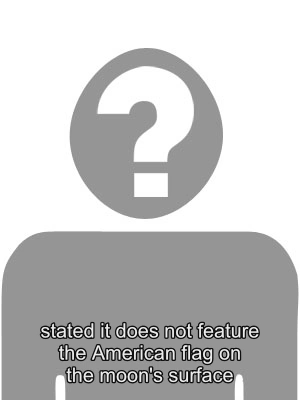 ?
stated it does not feature
the American flag on
the moon's surface